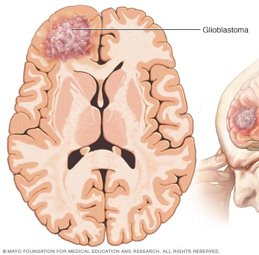 Glioblastoma
© MAYO FOUNDATION FOR MEDICAL EDUCATION AND RESEARCH. ALL RIGHTS RESERVED.